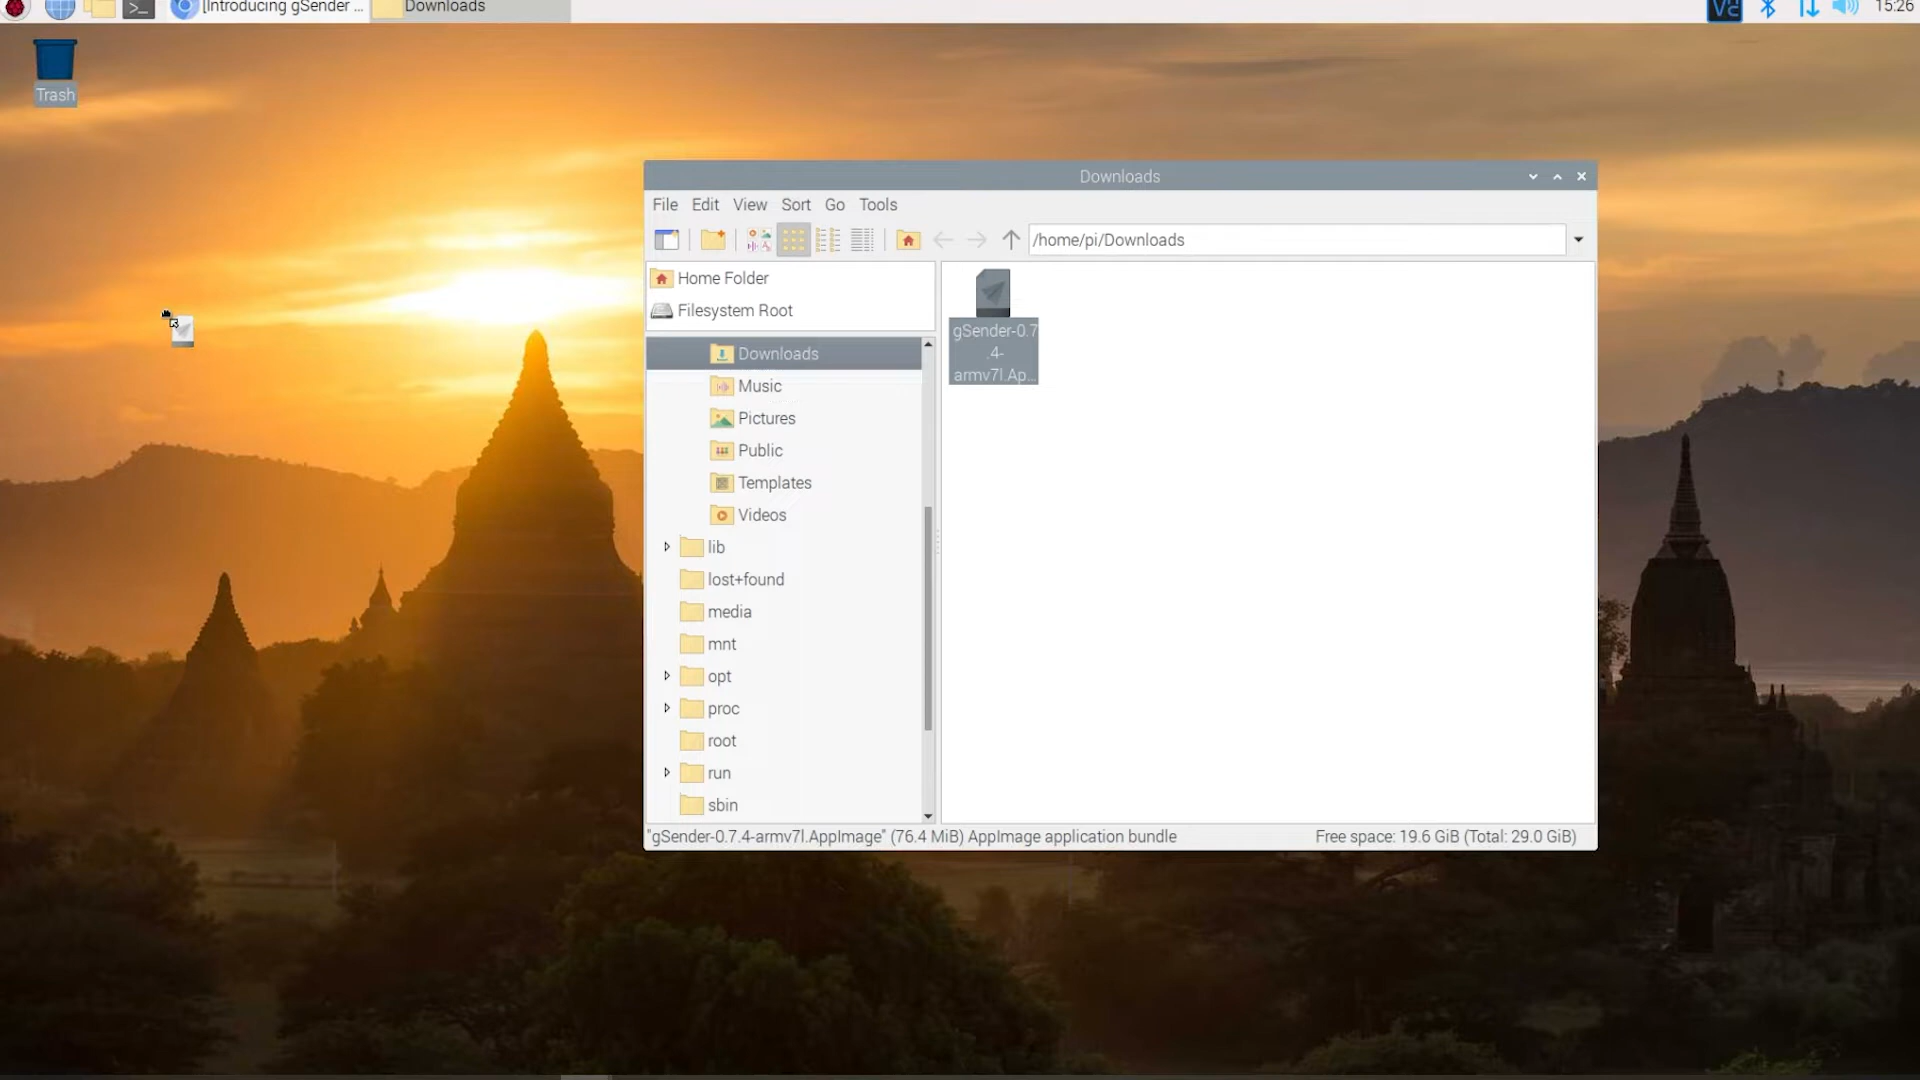 [Introducing gSender ...
Downloads
15:26
Trash
Downloads
File Edit View Sort Go Tools
/home/pi/Downloads
Home Folder
Filesystem Root
Downloads
Music
Pictures
Public
Templates
Videos
lib
lost+found
media
mnt
opt
proc
root
run
sbin
gSender-0.7
.4-
armv7l.Ap...
"gSender-0.7.4-armv7l.AppImage" (76.4 MiB) AppImage application bundle
Free space: 19.6 GiB (Total: 29.0 GiB)